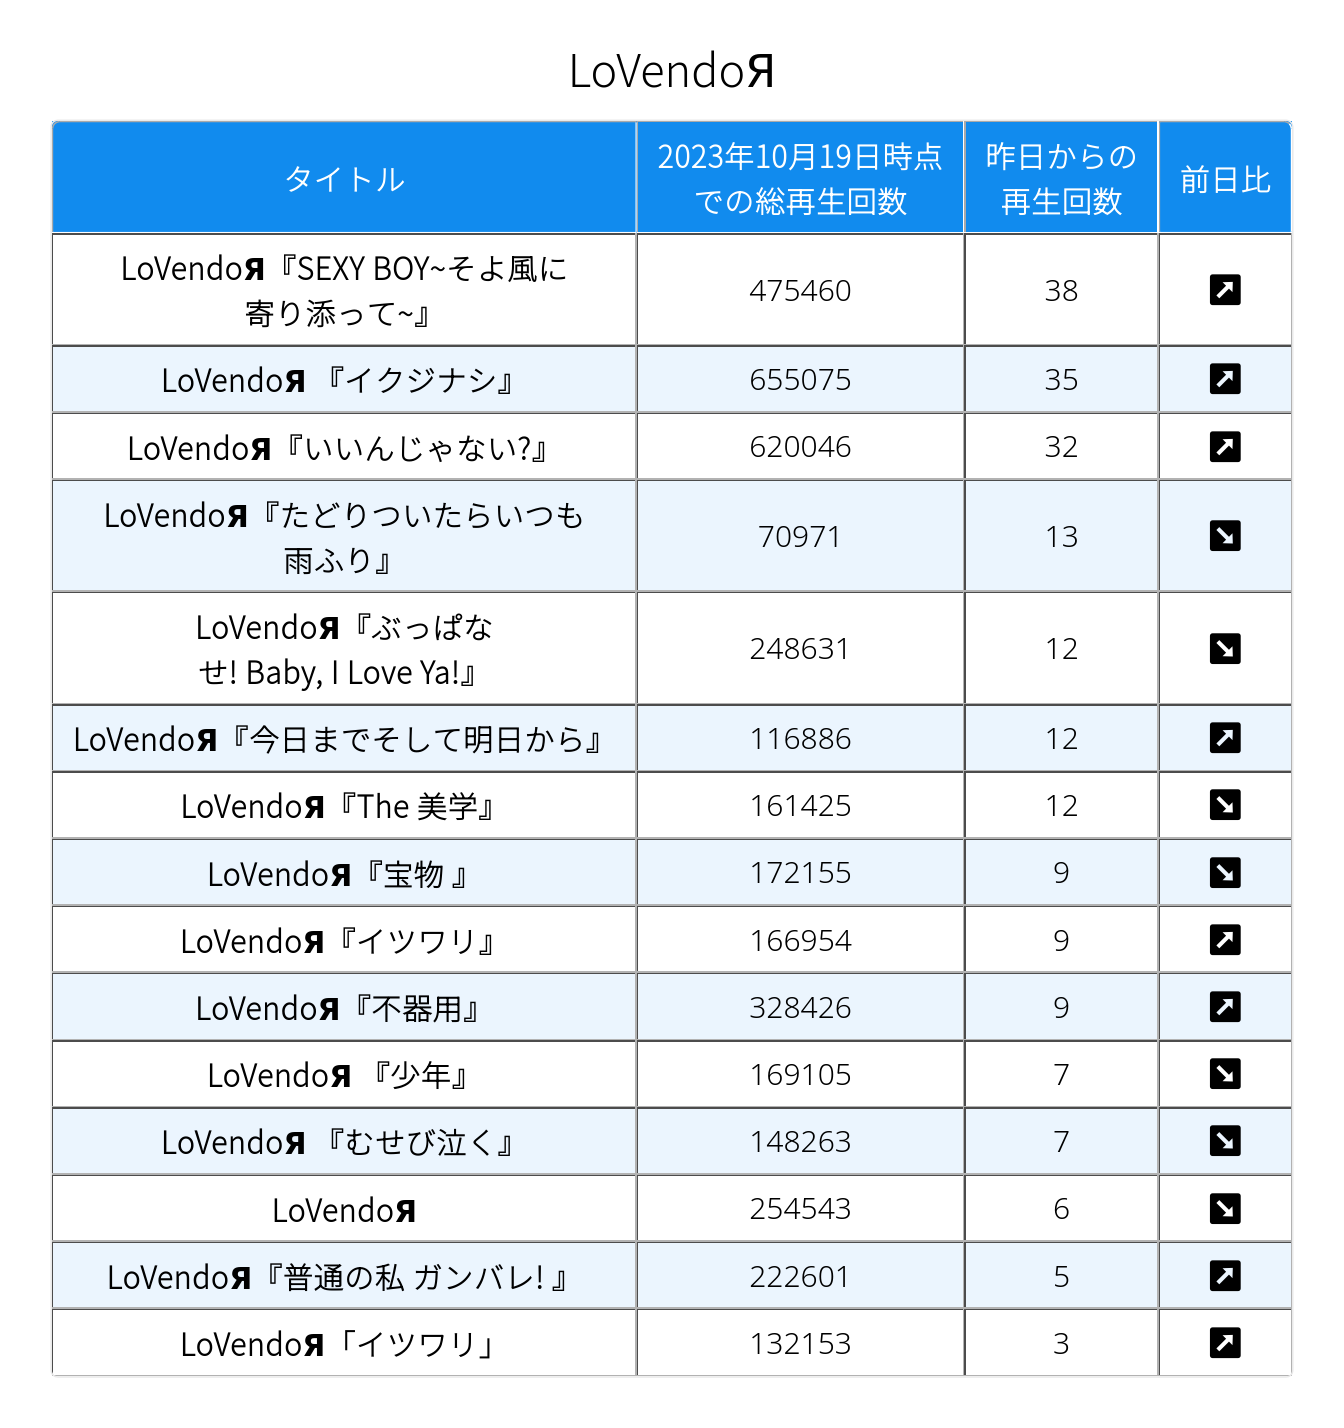 LoVendoЯ
タイトル
2023年10月19日時点
での総再生回数
昨日からの
再生回数
前日比
LoVendoЯ『SEXY BOY~そよ風に
寄り添って~』
475460
38
LoVendoЯ 『イクジナシ』
655075
35
LoVendoЯ『いいんじゃない?』
620046
32
LoVendoЯ『たどりついたらいつも
雨ふり』
70971
13
LoVendoЯ『ぶっぱな
せ! Baby, I Love Ya!』
248631
12
LoVendoЯ『今日までそして明日から』
116886
12
LoVendoЯ『The 美学』
161425
12
LoVendoЯ『宝物 』
172155
9
LoVendoЯ『イツワリ』
166954
9
LoVendoЯ『不器用』
328426
9
LoVendoЯ 『少年』
169105
7
LoVendoЯ 『むせび泣く』
148263
7
LoVendoЯ
254543
6
LoVendoЯ『普通の私 ガンバレ! 』
222601
5
LoVendoЯ「イツワリ」
132153
3